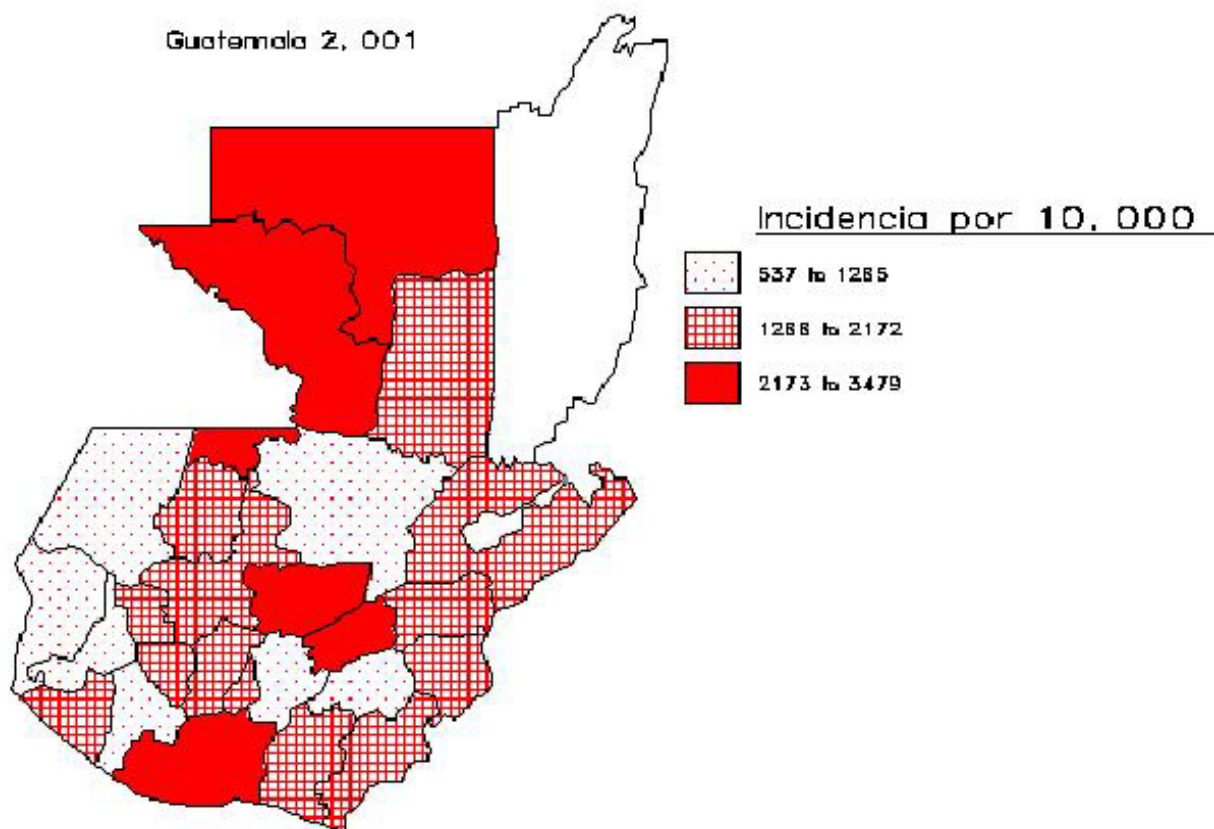 Guatemala 2, 001
Incidencia por 10, 000
537 to 1265
1266 to 2172
2173 to 3479